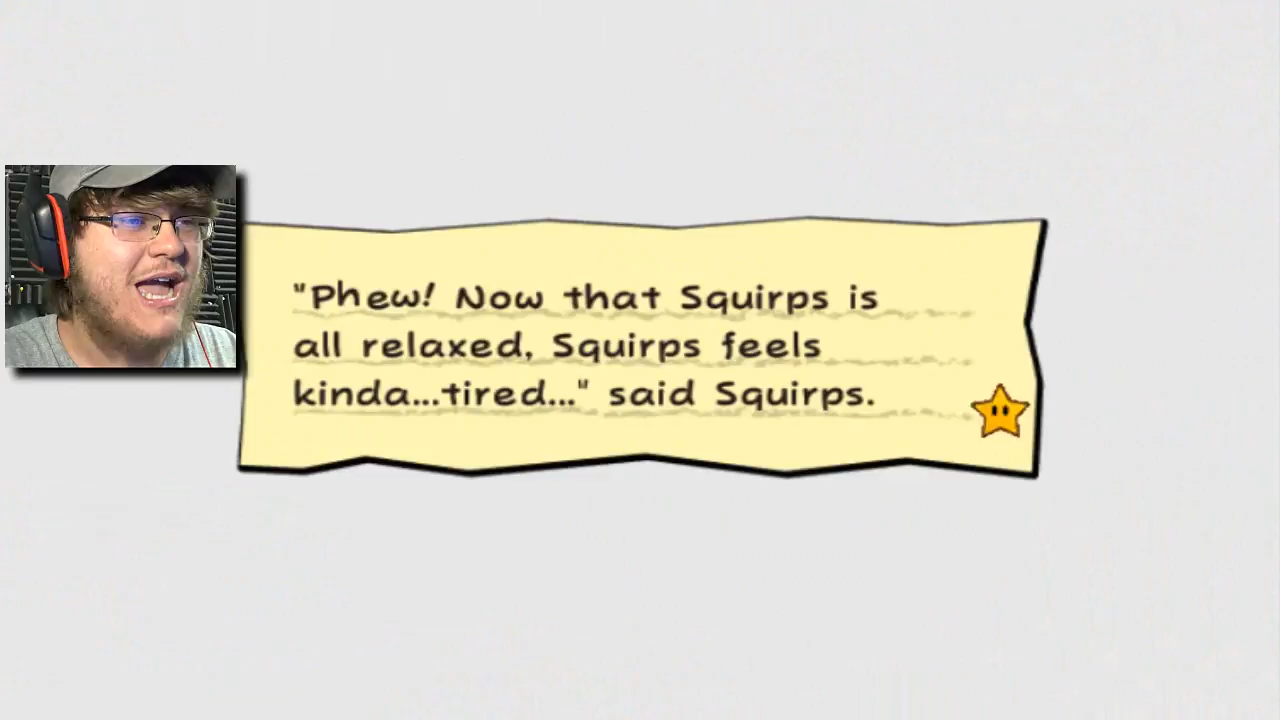 "Phew! Now that Squirps is
all relaxed, Squirps feels
kinda...tired..." said Squirps.